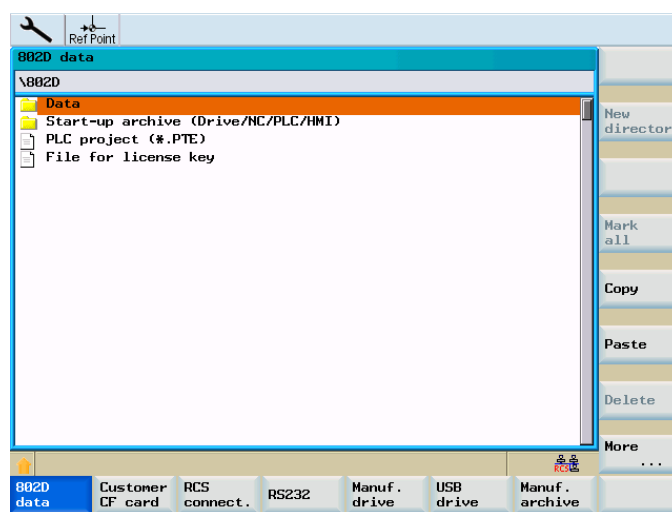 Ref Point
802D data
\802D
Data
Start-up archive (Drive/NC/PLC/HMI)
PLC project (*.PTE)
File for license key
New
director
Mark
all
Copy
Paste
Delete
More
...
RCS
802D
data
Customer
CF card
RCS
connect.
RS232
Manuf.
drive
USB
drive
Manuf.
archive